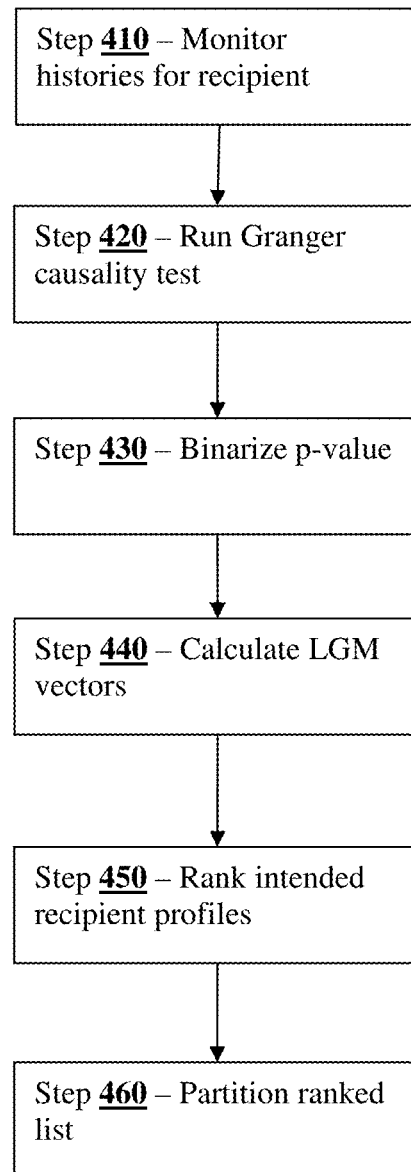 Step 410 – Monitor
histories for recipient
Step 420 – Run Granger
causality test
Step 430 – Binarize p-value
Step 440 – Calculate LGM
vectors
Step 450 – Rank intended
recipient profiles
Step 460 – Partition ranked
list